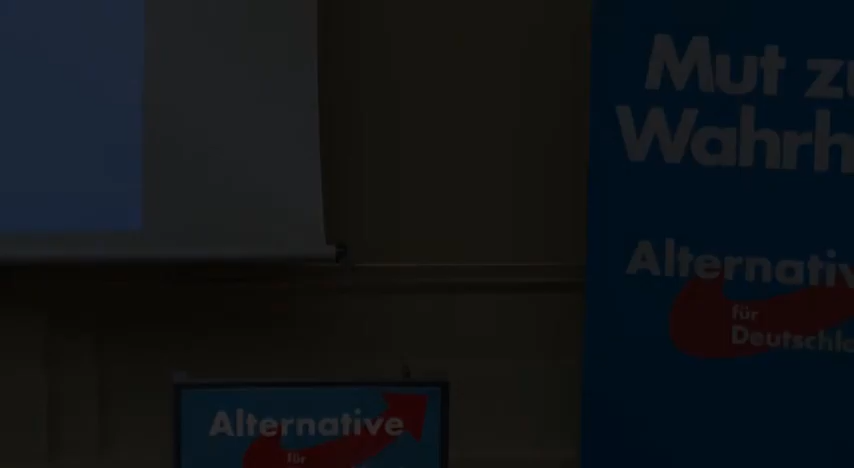 Mut zu
Wahrh
Alternativ
für
Deutschla
Alternative
für